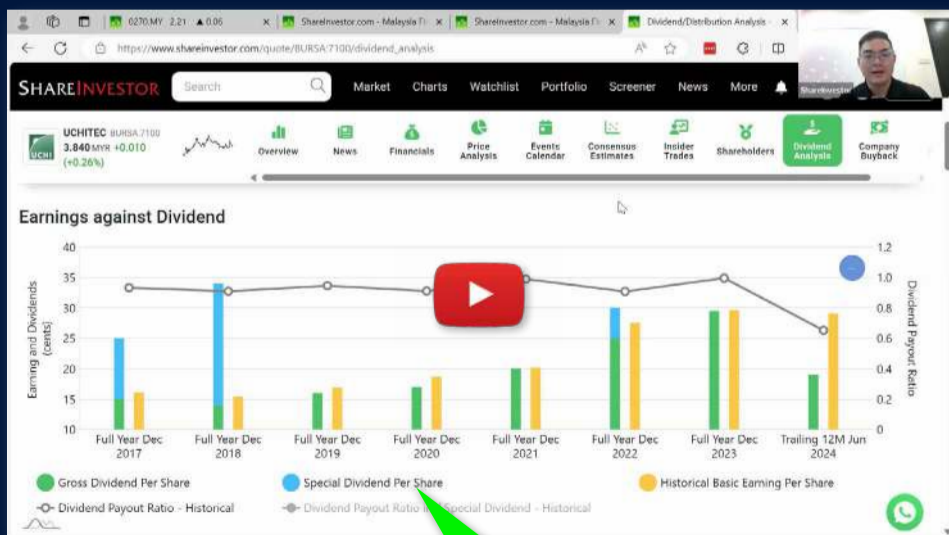 0270.MY 2.21 ▲ 0.06
ShareInvestor.com - Malaysia Fi
ShareInvestor.com - Malaysia Fi
Dividend/Distribution Analysis -
https://www.shareinvestor.com/quote/BURSA:7100/dividend_analysis
SHAREINVESTOR
Search
Market Charts Watchlist Portfolio Screener News More
ShareInvestor
UCHI
UCHITEC BURSA:7100
3.840 MYR +0.010
(+0.26%)
Overview
News
Financials
Price Analysis
Events Calendar
Consensus Estimates
Insider Trades
Shareholders
Dividend Analysis
Company Buyback
Earnings against Dividend
Earning and Dividends (cents)
40
35
30
25
20
15
10
1.2
1.0
0.8
0.6
0.4
0.2
0
Dividend Payout Ratio
Full Year Dec 2017
Full Year Dec 2018
Full Year Dec 2019
Full Year Dec 2020
Full Year Dec 2021
Full Year Dec 2022
Full Year Dec 2023
Trailing 12M Jun 2024
Gross Dividend Per Share
Special Dividend Per Share
Historical Basic Earning Per Share
Dividend Payout Ratio - Historical
Dividend Payout Ratio Special Dividend - Historical